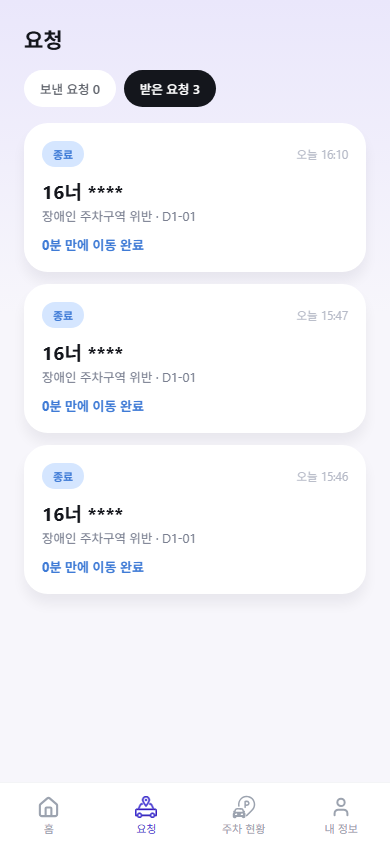 요청
보낸 요청 0
받은 요청 3
종료
오늘 16:10
16너 ****
장애인 주차구역 위반 · D1-01
0분 만에 이동 완료
종료
오늘 15:47
16너 ****
장애인 주차구역 위반 · D1-01
0분 만에 이동 완료
종료
오늘 15:46
16너 ****
장애인 주차구역 위반 · D1-01
0분 만에 이동 완료
P
홈
요청
주차 현황
내 정보